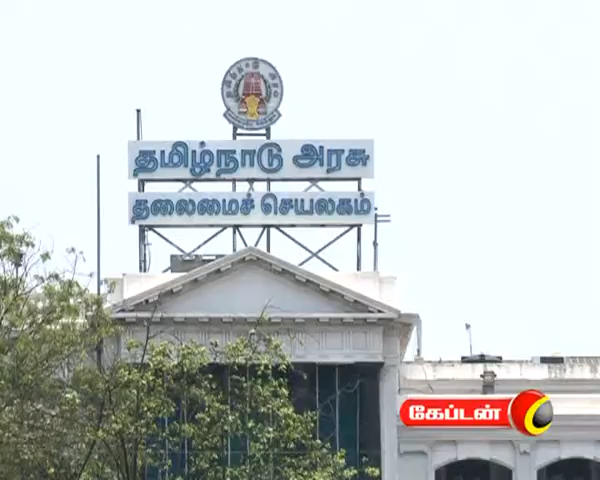 தமிழ்நாடு அரசு
தலைமைச் செயலகம்
கேப்டன்